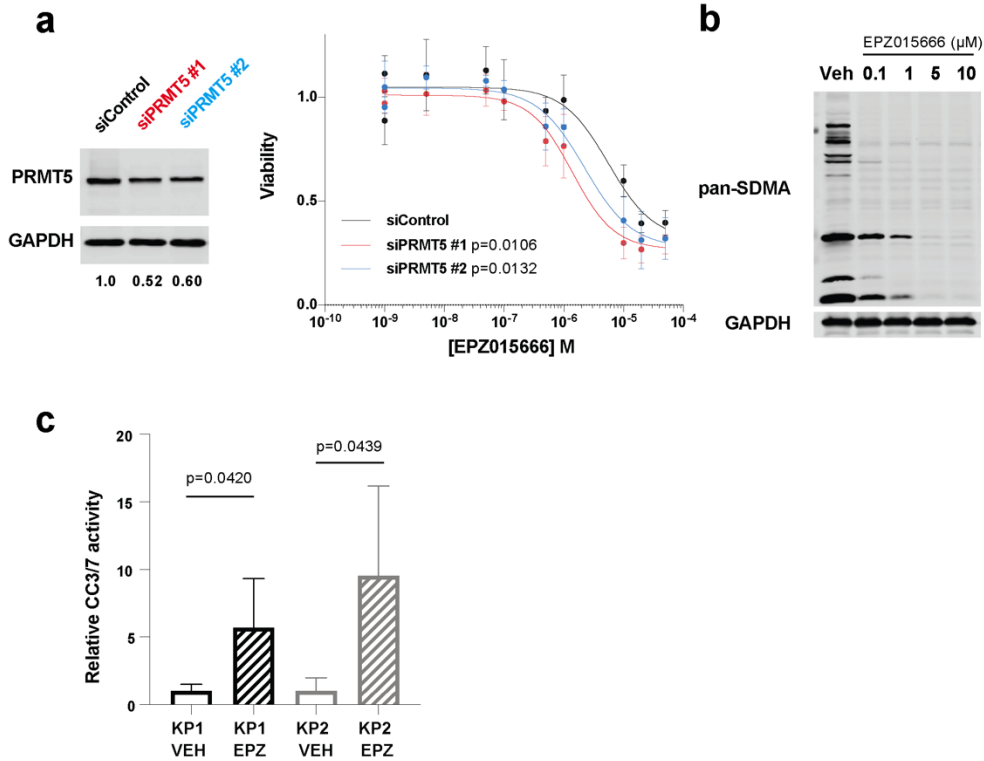 a
siControl
siPRMT5 #1
siPRMT5 #2
PRMT5
GAPDH
1.0 0.52 0.60
Viability
1.0
0.5
0.0
siControl
siPRMT5 #1 p=0.0106
siPRMT5 #2 p=0.0132
10-10 10-9 10-8 10-7 10-6 10-5 10-4
[EPZ015666] M
b
EPZ015666 (µM)
Veh 0.1 1 5 10
pan-SDMA
GAPDH
c
Relative CC3/7 activity
20
15
10
5
0
p=0.0420
p=0.0439
KP1 KP1 KP2 KP2
VEH EPZ VEH EPZ